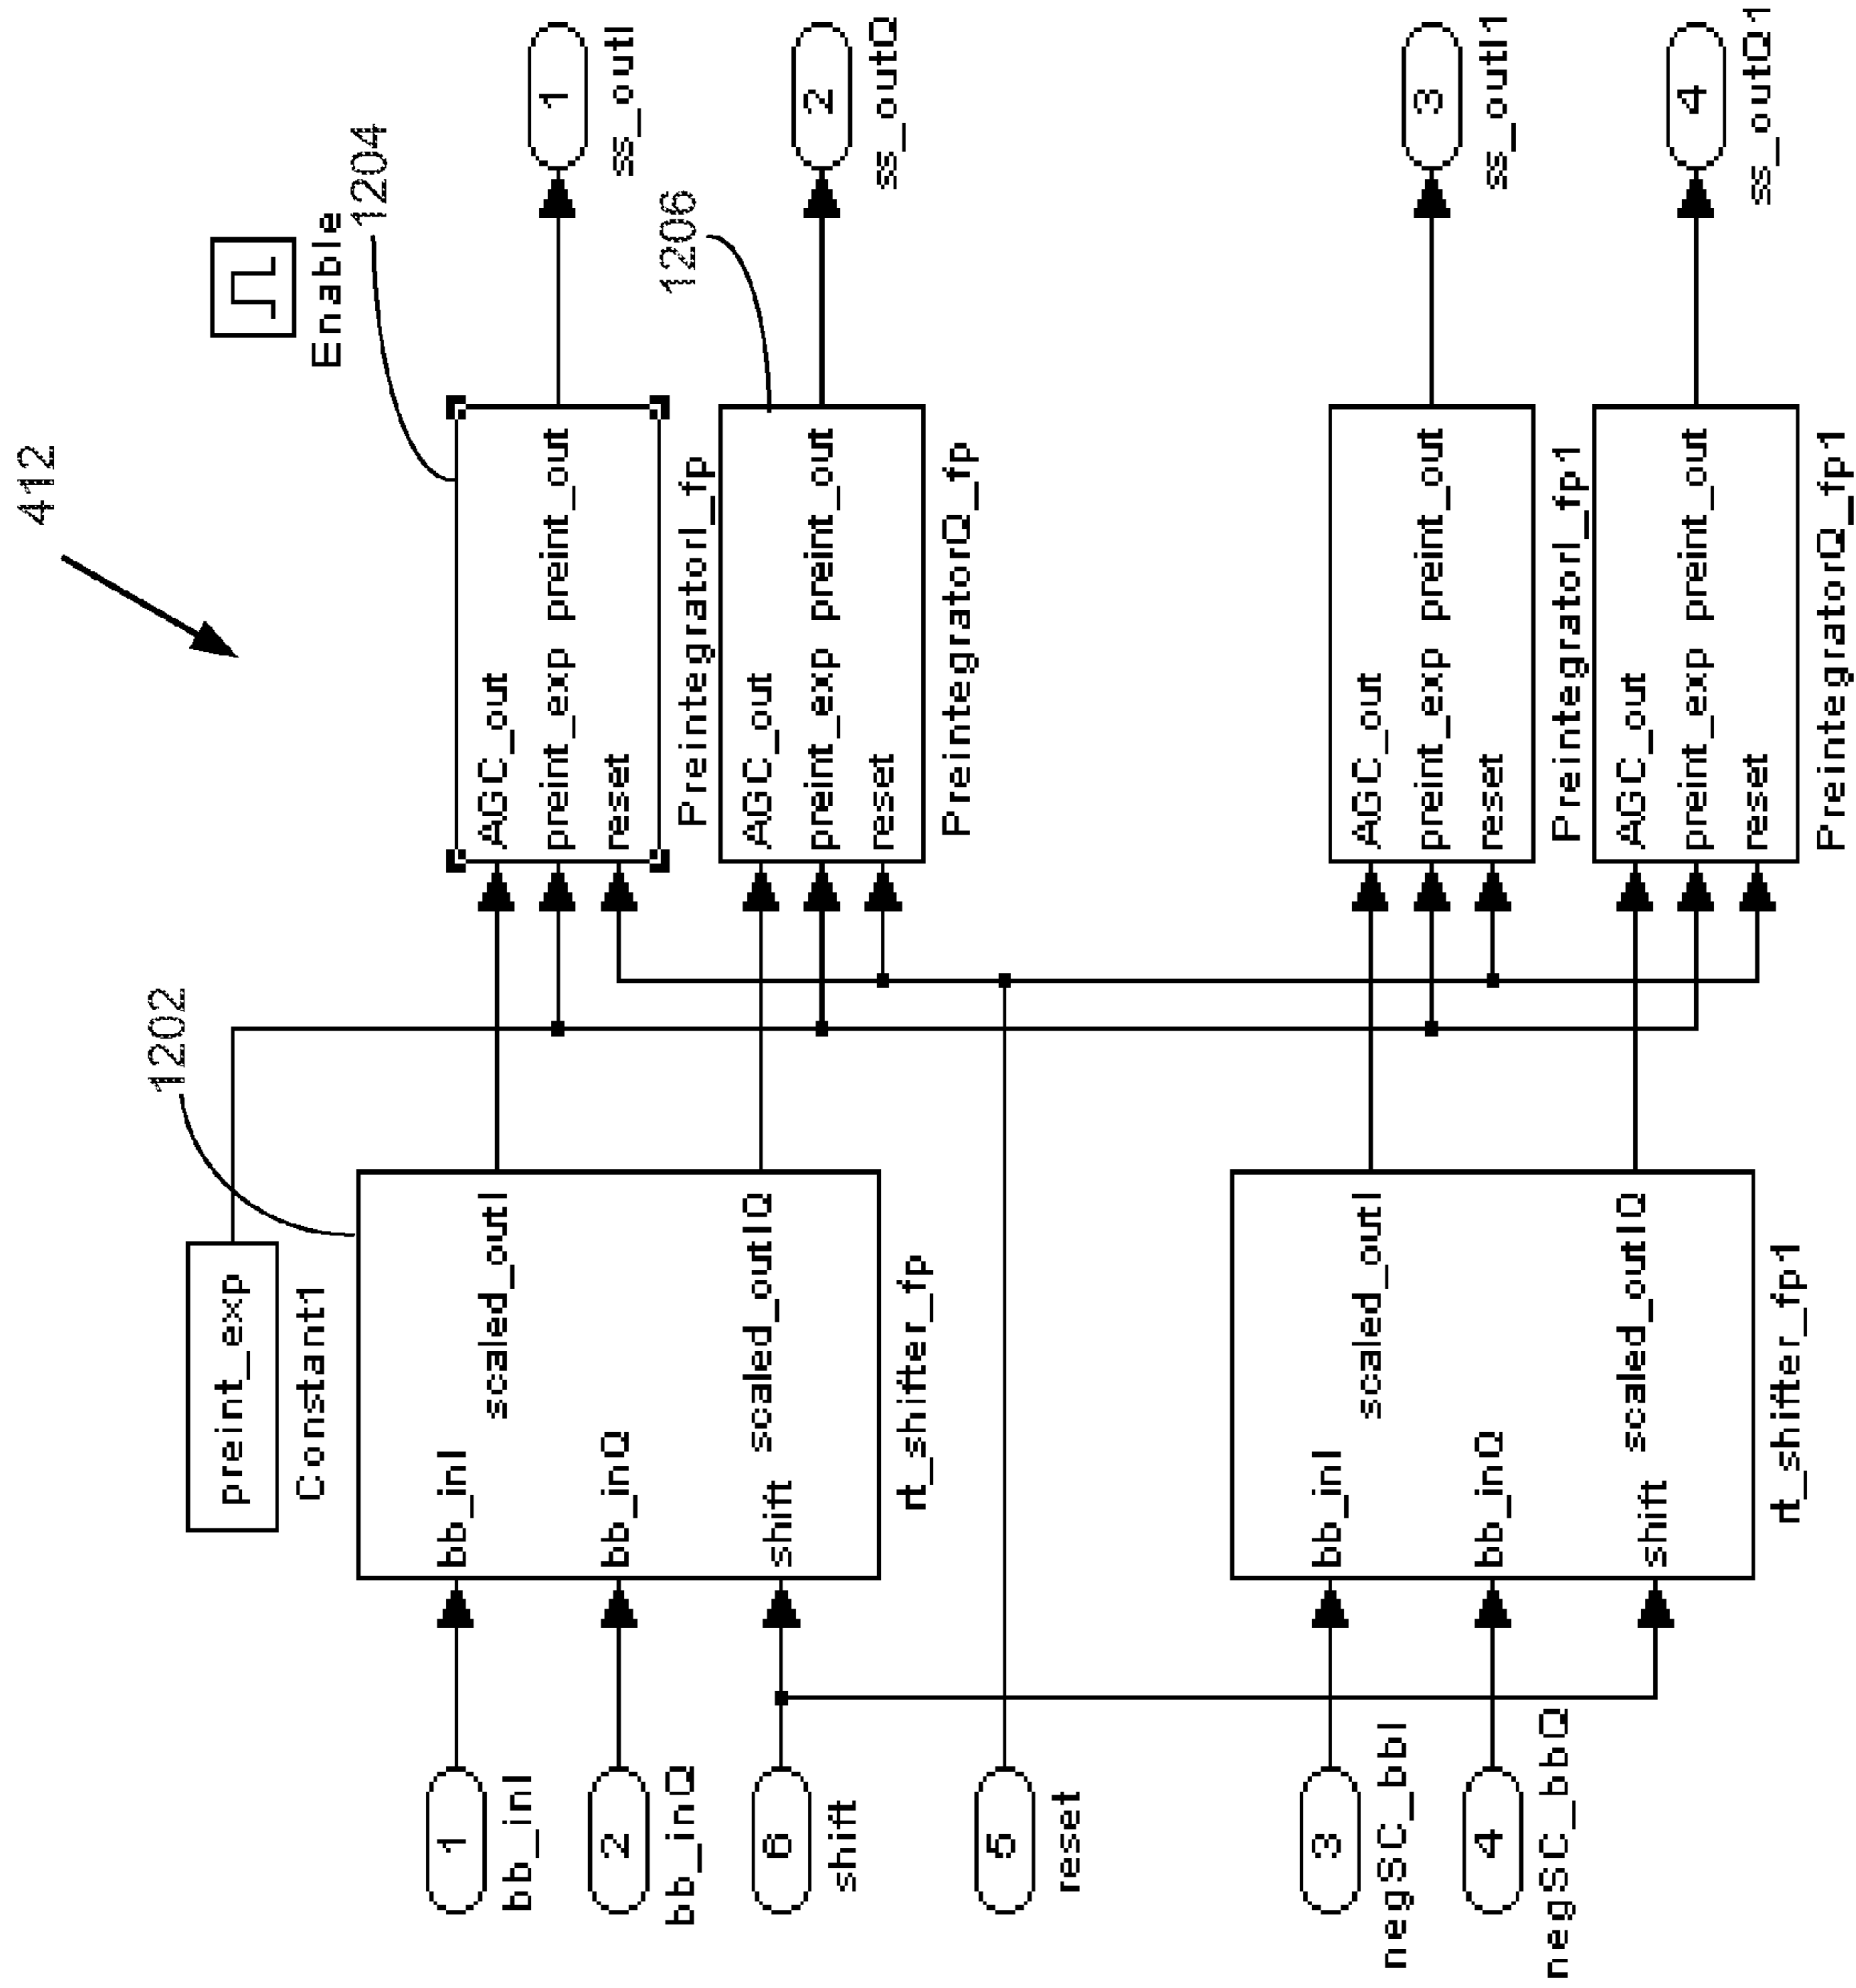 412
1202
1204
Enable
1206
preint_exp
Constant1
1
bb_inI
2
bb_inQ
6
shift
5
reset
3
negSC_bbI
4
negSC_bbQ
bb_inI
scaled_outI
bb_inQ
shift scaled_outIQ
rt_shifter_fp
bb_inI
scaled_outI
bb_inQ
shift scaled_outIQ
rt_shifter_fp1
AGC_out
preint_exp preint_out
reset
PreintegratorI_fp
AGC_out
preint_exp preint_out
reset
PreintegratorQ_fp
AGC_out
preint_exp preint_out
reset
PreintegratorI_fp1
AGC_out
preint_exp preint_out
reset
PreintegratorQ_fp1
1
ss_outI
2
ss_outQ
3
ss_outI1
4
ss_outQ1